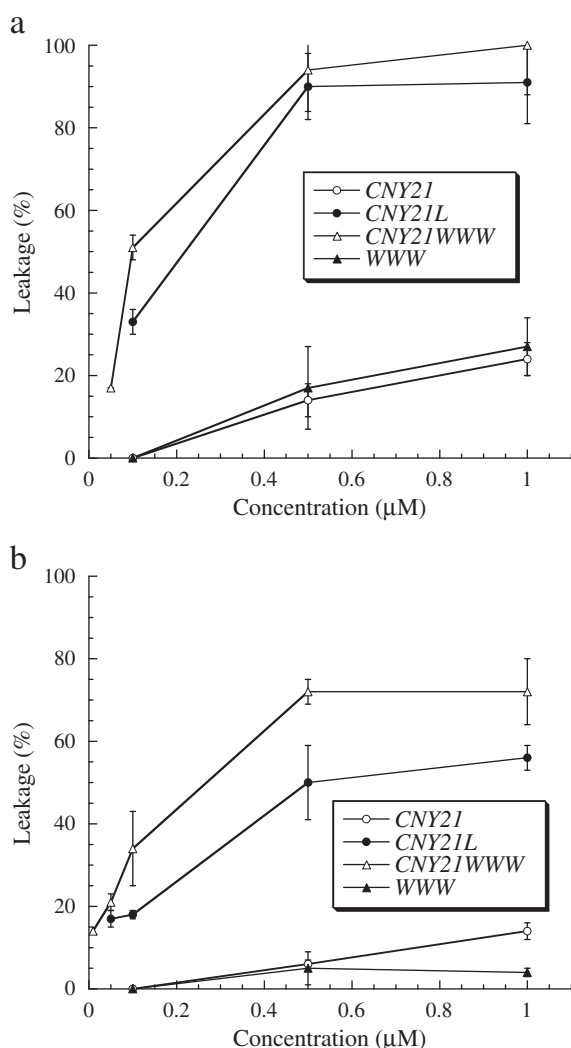 a
100
80
60
40
20
0
Leakage (%)
CNY21
CNY21L
CNY21WWW
WWW
0 0.2 0.4 0.6 0.8 1
Concentration (μM)
b
100
80
60
40
20
0
Leakage (%)
CNY21
CNY21L
CNY21WWW
WWW
0 0.2 0.4 0.6 0.8 1
Concentration (μM)